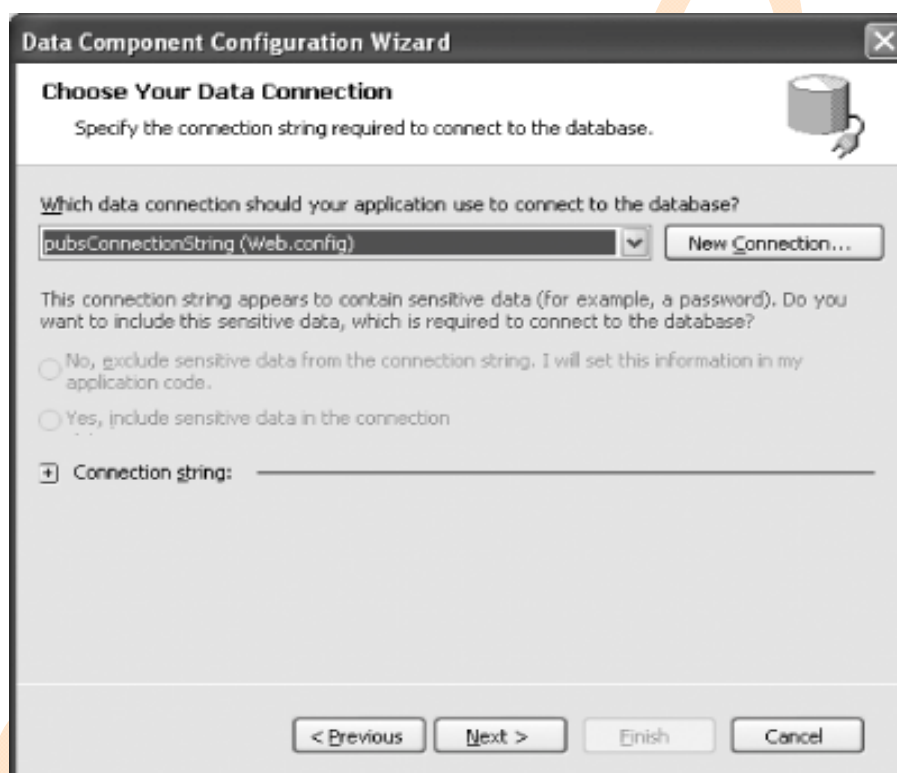 Data Component Configuration Wizard
Choose Your Data Connection
Specify the connection string required to connect to the database.
Which data connection should your application use to connect to the database?
pubsConnectionString (Web.config)
New Connection...
This connection string appears to contain sensitive data (for example, a password). Do you
want to include this sensitive data, which is required to connect to the database?
No, exclude sensitive data from the connection string. I will set this information in my
application code.
Yes, include sensitive data in the connection
+ Connection string:
< Previous
Next >
Finish
Cancel